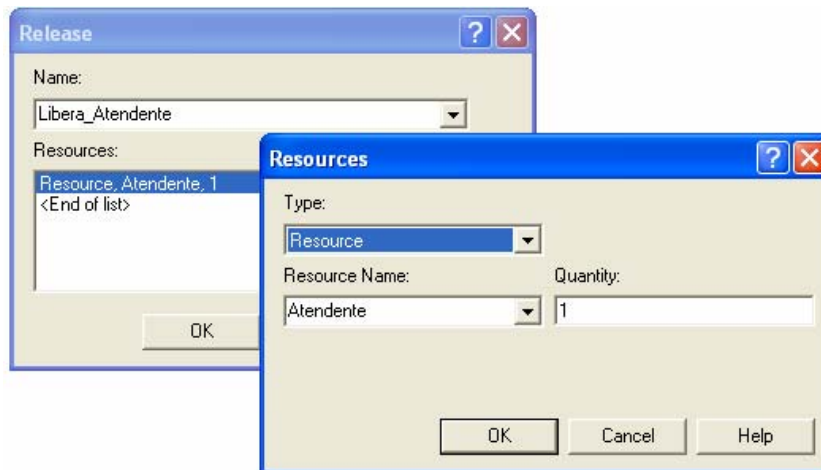 Release
Name:
Libera_Atendente
Resources:
Resource, Atendente, 1
<End of list>
OK
Resources
Type:
Resource
Resource Name: Quantity:
Atendente 1
OK Cancel Help